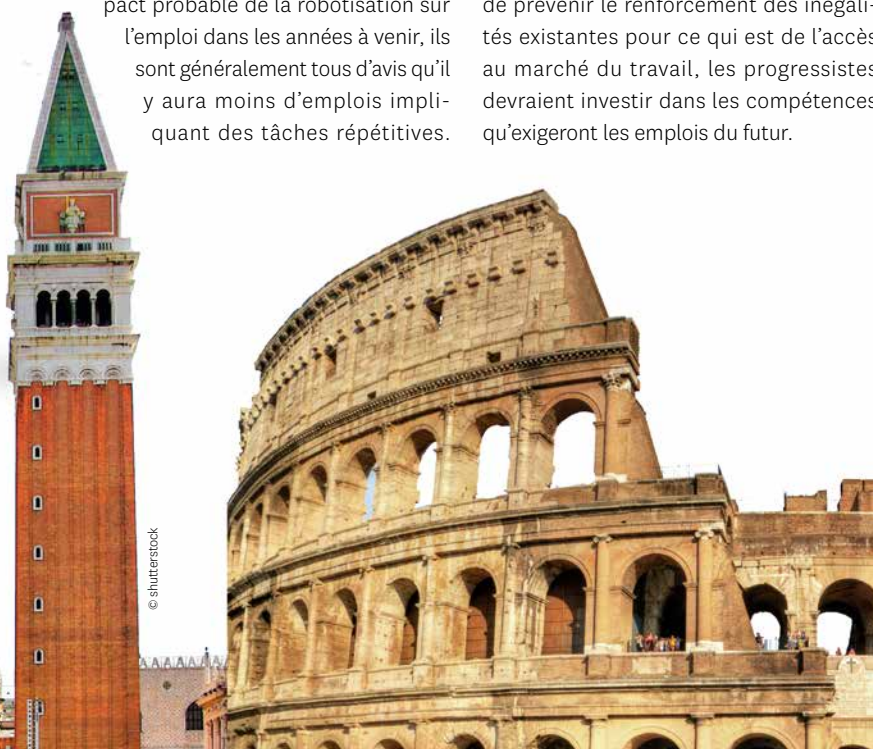 pact probable de la robotisation sur
l'emploi dans les années à venir, ils
sont généralement tous d'avis qu'il
y aura moins d'emplois impli-
quant des tâches répétitives.
de prévenir le renforcement des inégali-
tés existantes pour ce qui est de l'accès
au marché du travail, les progressistes
devraient investir dans les compétences
qu'exigeront les emplois du futur.
© shutterstock